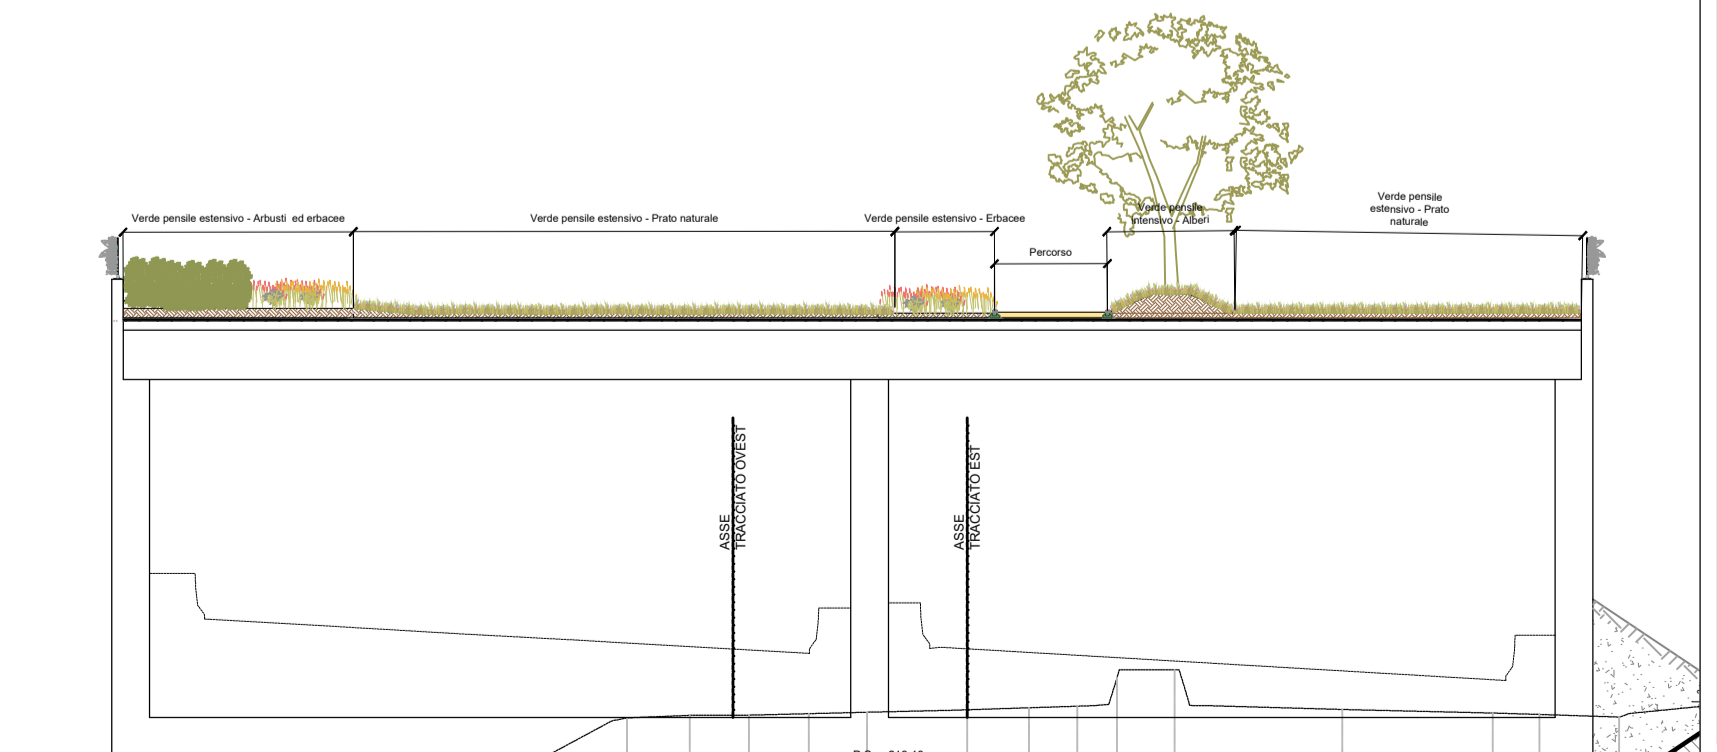 Verde pensile estensivo - Arbusti ed erbacee
Verde pensile estensivo - Prato naturale
Verde pensile estensivo - Erbacee
Percorso
Verde pensile
intensivo - Alberi
Verde pensile
estensivo - Prato
naturale
ASSE
TRACCIATO OVEST
ASSE
TRACCIATO EST